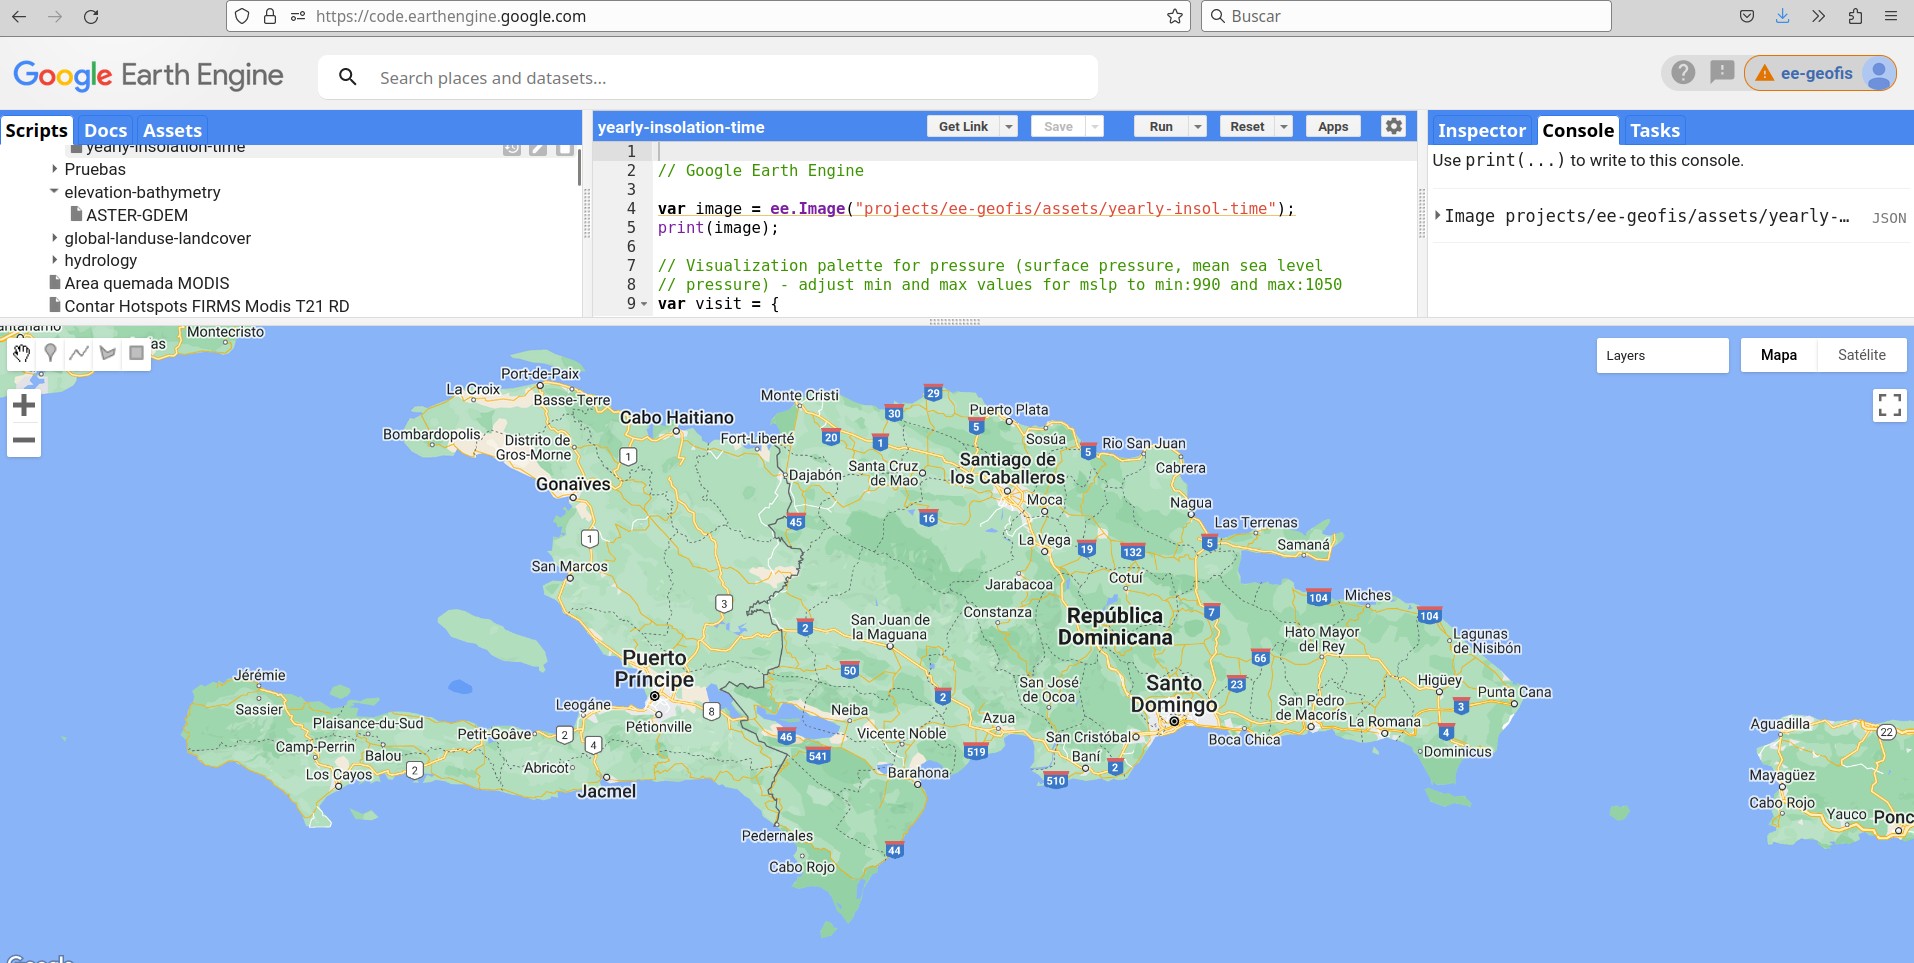 https://code.earthengine.google.com
Buscar
Google Earth Engine
Search places and datasets...
ee-geofis
Scripts
Docs
Assets
yearly-insolation-time
Pruebas
elevation-bathymetry
ASTER-GDEM
global-landuse-landcover
hydrology
Area quemada MODIS
Contar Hotspots FIRMS Modis T21 RD
yearly-insolation-time
Get Link
Save
Run
Reset
Apps
1
2 // Google Earth Engine
3
4 var image = ee.Image("projects/ee-geofis/assets/yearly-insol-time");
5 print(image);
6
7 // Visualization palette for pressure (surface pressure, mean sea level
8 // pressure) - adjust min and max values for mslp to min:990 and max:1050
9 var visit = {
Inspector
Console
Tasks
Use print(...) to write to this console.
Image projects/ee-geofis/assets/yearly-…
JSON
Montecristo
Layers
Mapa
Satélite
Port-de-Paix
La Croix
Basse-Terre
Monte Cristi
29
30
Puerto Plata
Cabo Haitiano
5
Bombardopolis
Distrito de
Gros-Morne
Fort-Liberté
20
1
Sosúa
Rio San Juan
5
1
Santiago de
los Caballeros
Cabrera
Dajabón
Santa Cruz
de Mao
Gonaïves
Moca
Nagua
45
16
Las Terrenas
1
La Vega
19
132
5
Samaná
San Marcos
Jarabacoa
Cotuí
3
Constanza
República
Dominicana
7
104
Miches
104
2
San Juan de
la Maguana
Hato Mayor
del Rey
Lagunas
de Nisibón
Puerto
Príncipe
50
66
Jérémie
San José
de Ocoa
Santo
Domingo
23
Higüey
Punta Cana
2
Sassier
Leogáne
8
Neiba
San Pedro
de Macorís
3
Plaisance-du-Sud
Petit-Goâve
2
Pétionville
Azua
La Romana
Aguadilla
22
Camp-Perrin
Balou
4
46
Vicente Noble
San Cristóbal
Boca Chica
4
541
519
Baní
2
Dominicus
Los Cayos
2
Abricot
Barahona
510
Mayagüez
Jacmel
Cabo Rojo
Yauco
Ponc
Pedernales
44
Cabo Rojo
Google